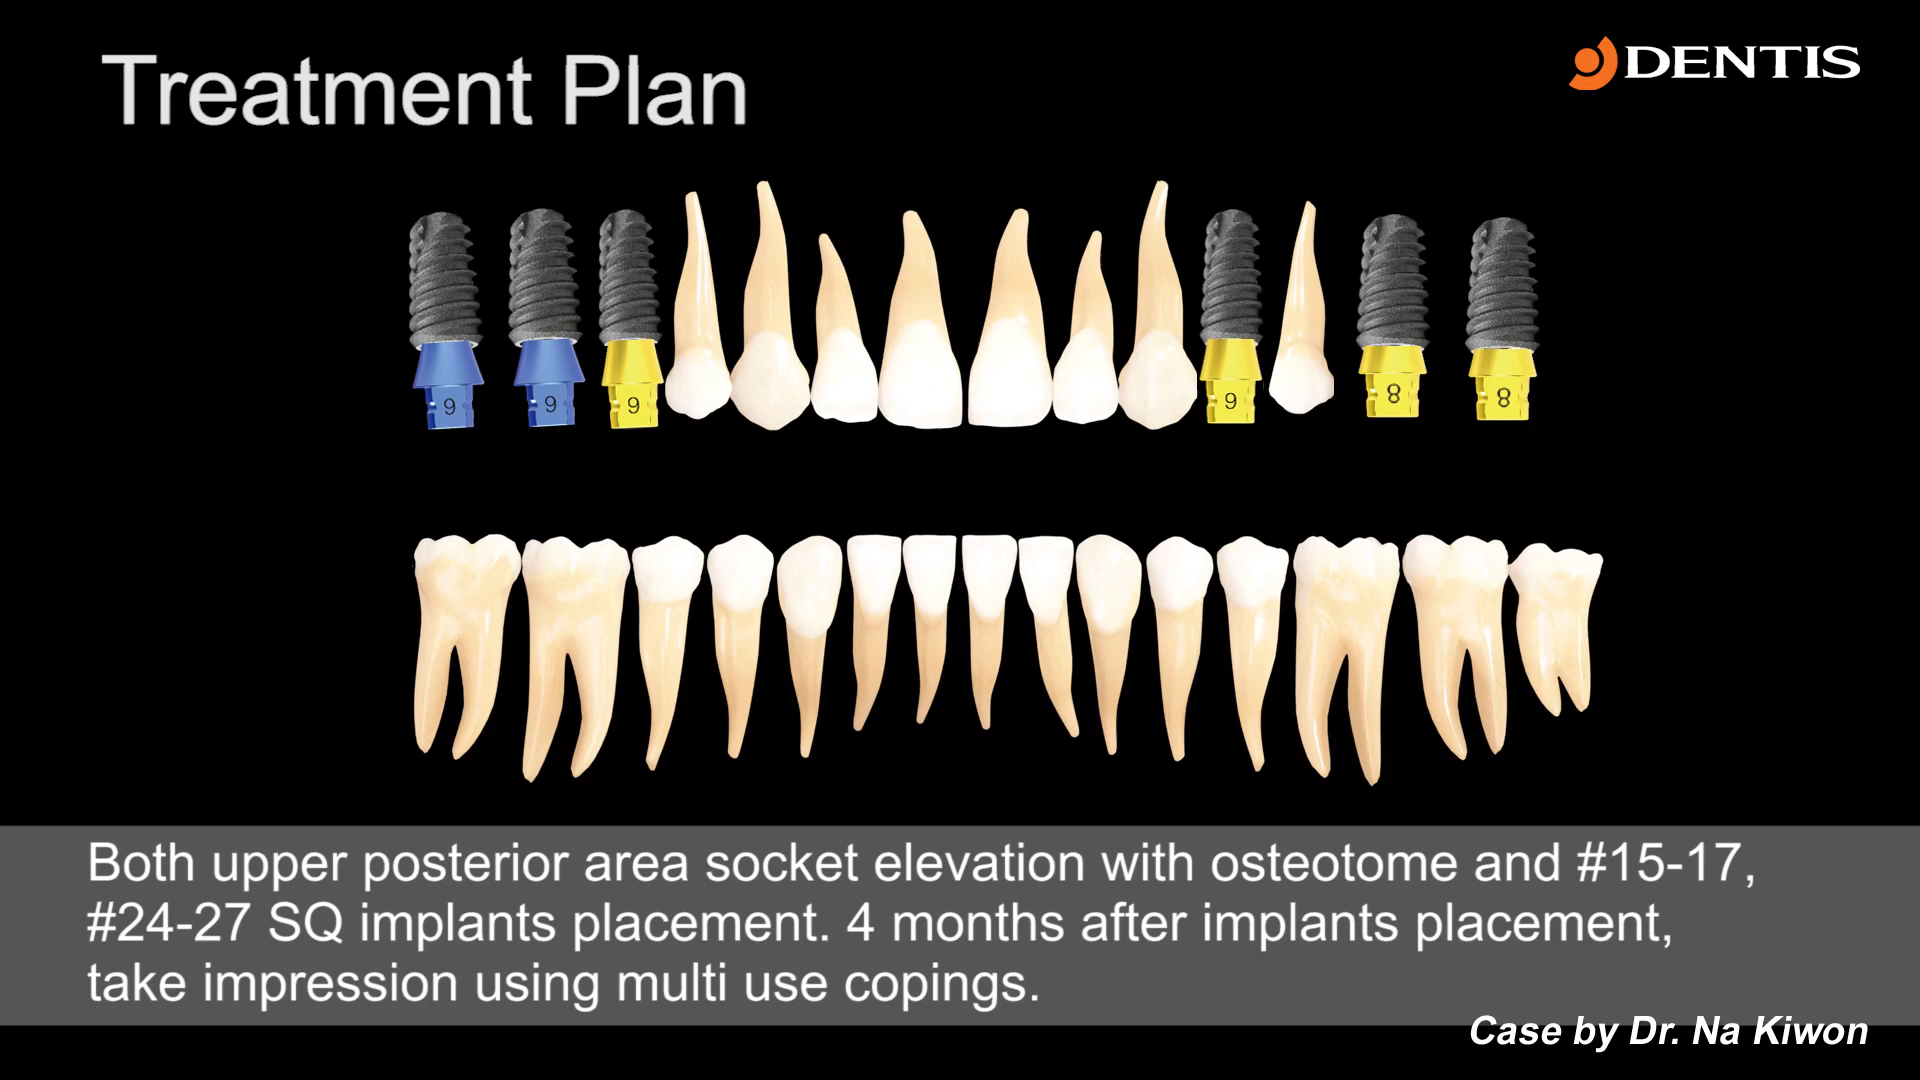 Treatment Plan
DENTIS
9 9 9 9 8 8
Both upper posterior area socket elevation with osteotome and #15-17,
#24-27 SQ implants placement. 4 months after implants placement,
take impression using multi use copings.
Case by Dr. Na Kiwon